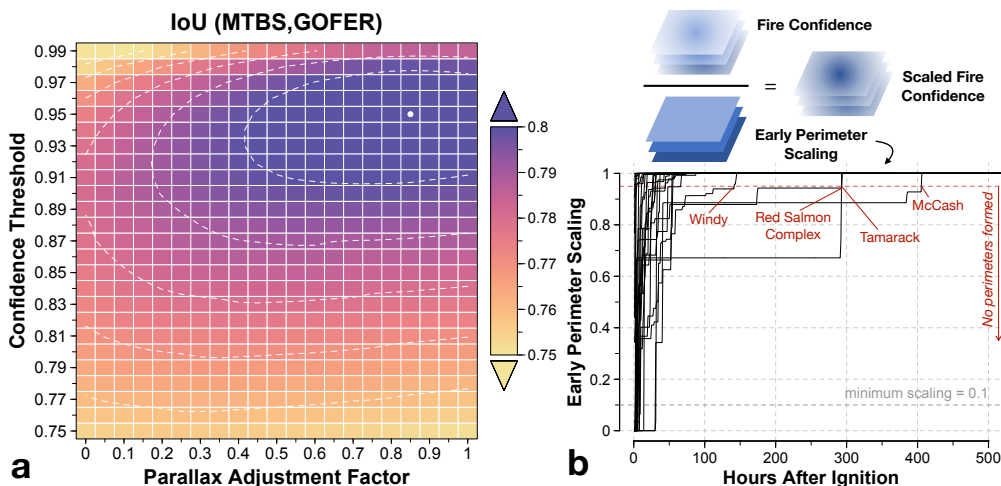 IoU (MTBS,GOFER)
Confidence Threshold
0.99
0.97
0.95
0.93
0.91
0.89
0.87
0.85
0.83
0.81
0.79
0.77
0.75
0 0.1 0.2 0.3 0.4 0.5 0.6 0.7 0.8 0.9 1
Parallax Adjustment Factor
0.8
0.79
0.78
0.77
0.76
0.75
a
Fire Confidence
=
Scaled Fire
Confidence
Early Perimeter
Scaling
Early Perimeter Scaling
1
0.8
0.6
0.4
0.2
0
Windy
Red Salmon
Complex
Tamarack
McCash
No perimeters formed
minimum scaling = 0.1
0 100 200 300 400 500
Hours After Ignition
b